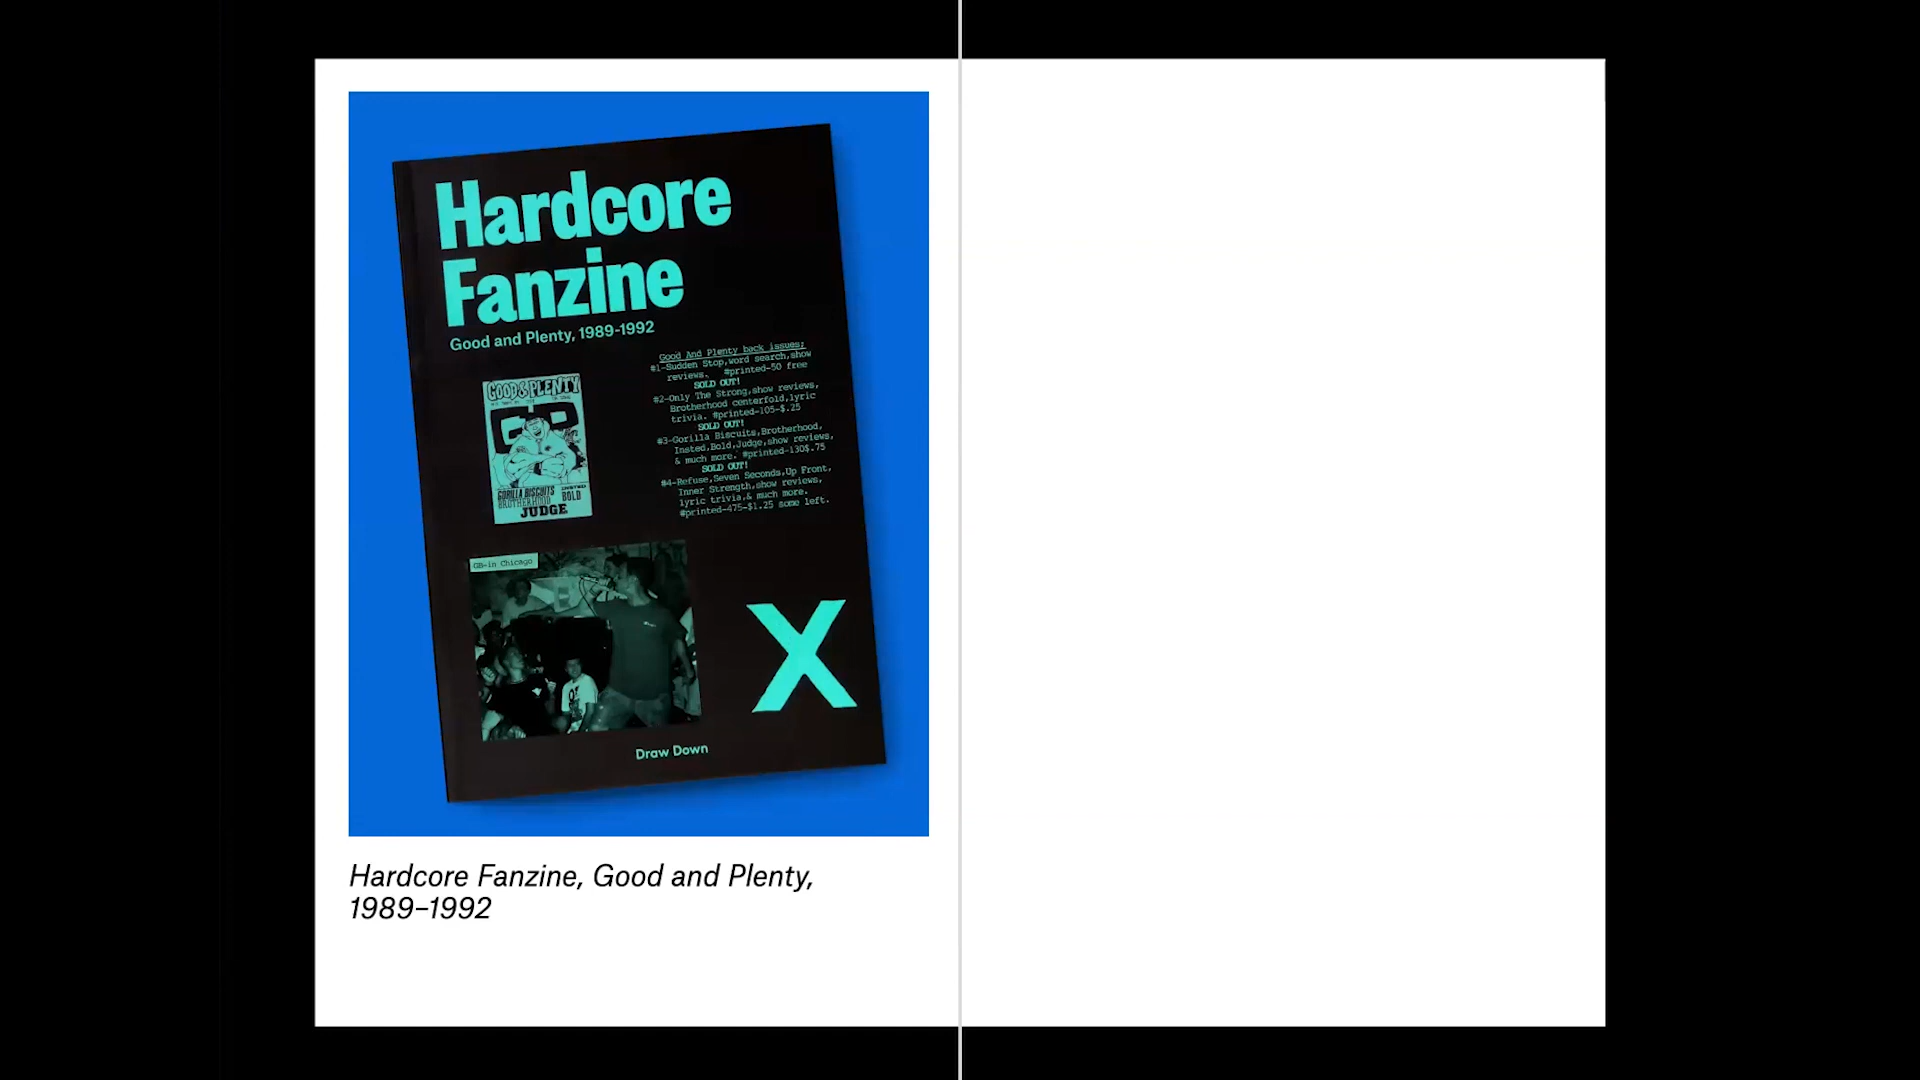 Hardcore
Fanzine
Good and Plenty, 1989-1992
Good And Plenty back issues;
#1-Sudden Stop,word search,show
reviews. #printed-50 free
SOLD OUT!
#2-Only The Strong,show reviews,
Brotherhood centerfold,lyric
trivia. #printed-105-$.25
SOLD OUT!
#3-Gorilla Biscuits,Brotherhood,
Insted,Bold,Judge,show reviews,
& much more. #printed-130$.75
SOLD OUT!
#4-Refuse,Seven Seconds,Up Front,
Inner Strength,show reviews,
lyric trivia,& much more.
#printed-475-$1.25 some left.
GOOD & PLENTY
GORILLA BISCUITS
INSTED
BROTHERHOOD
BOLD
JUDGE
GB-in Chicago
X
Draw Down
Hardcore Fanzine, Good and Plenty,
1989–1992